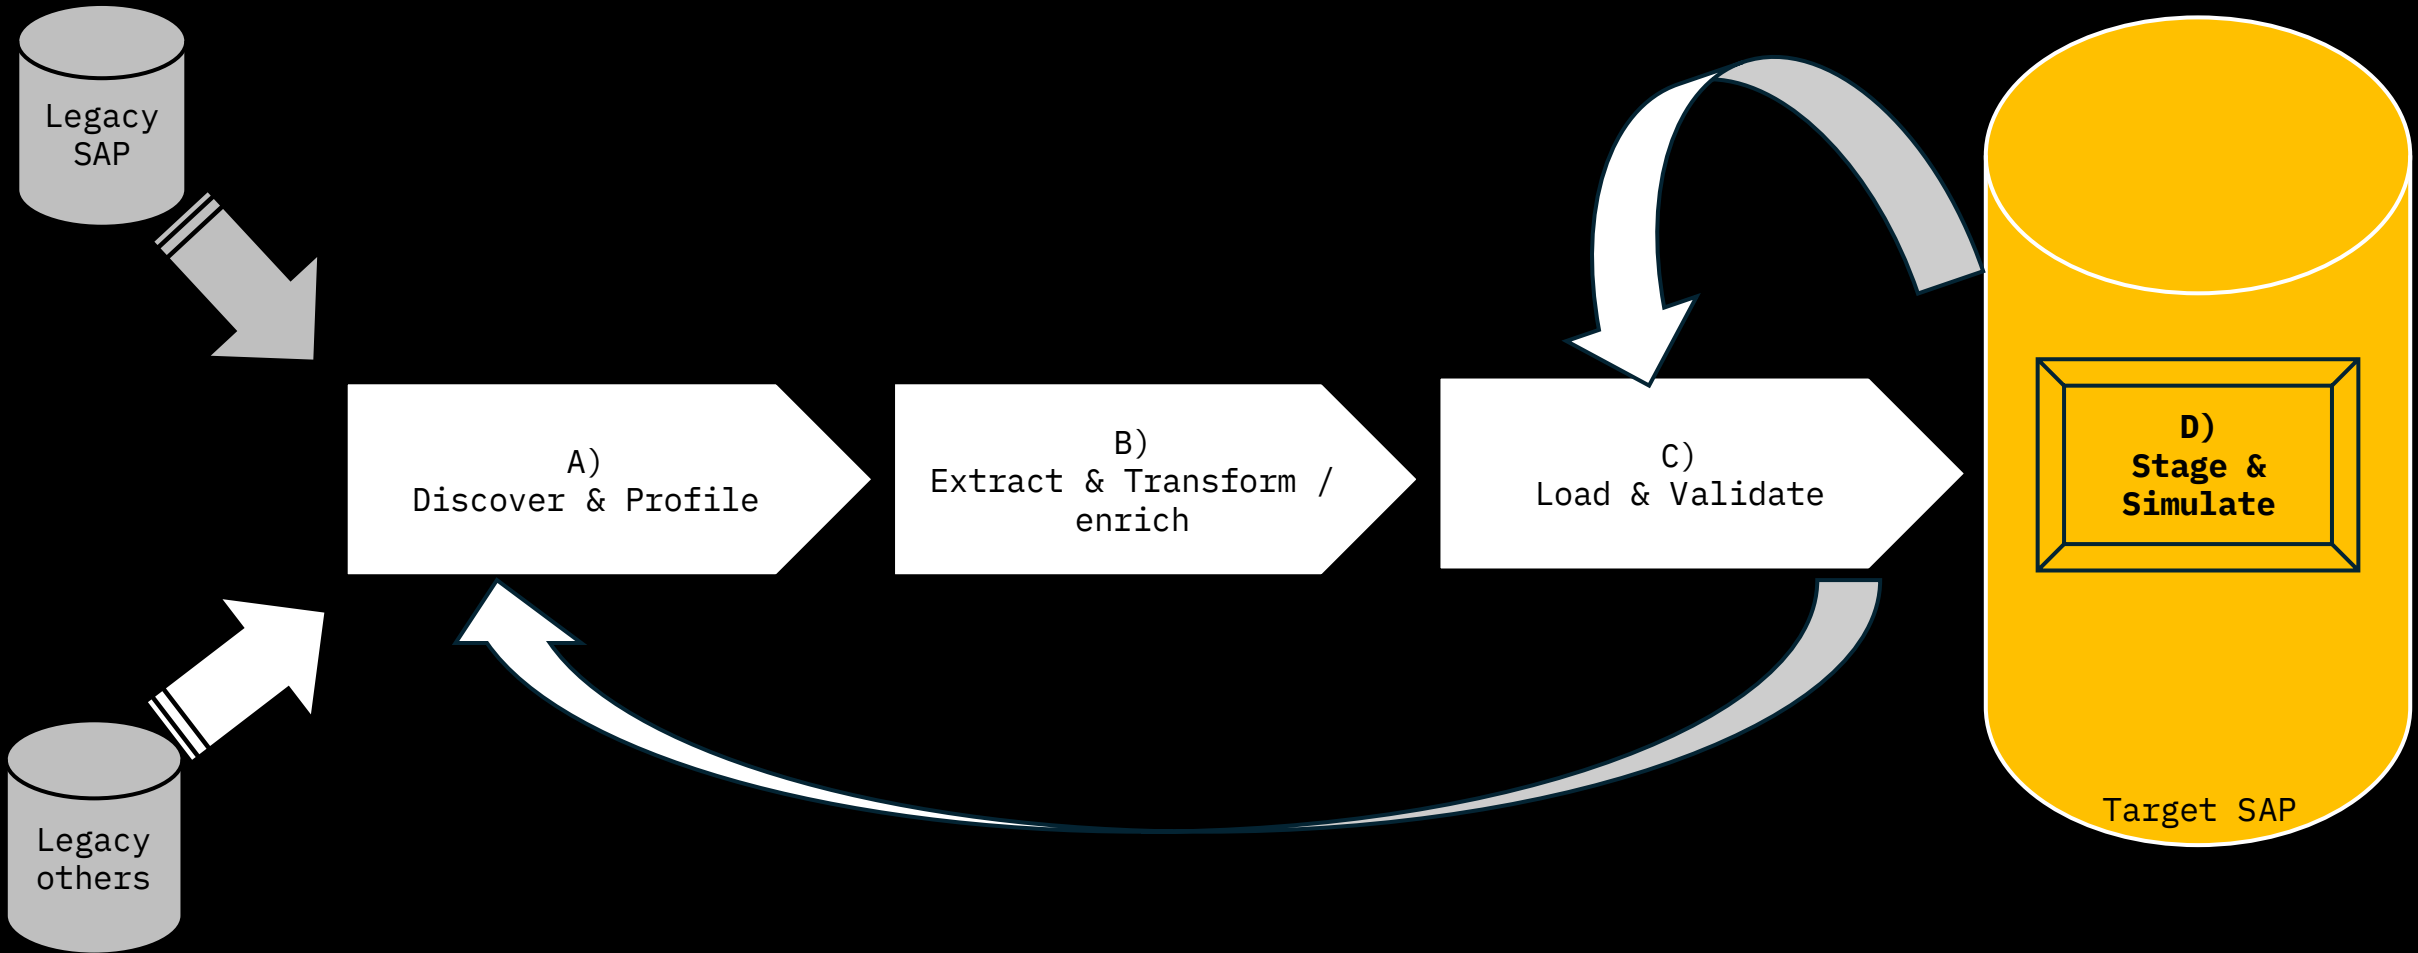 Legacy
SAP
A)
Discover & Profile
B)
Extract & Transform /
enrich
C)
Load & Validate
D)
Stage &
Simulate
Target SAP
Legacy
others